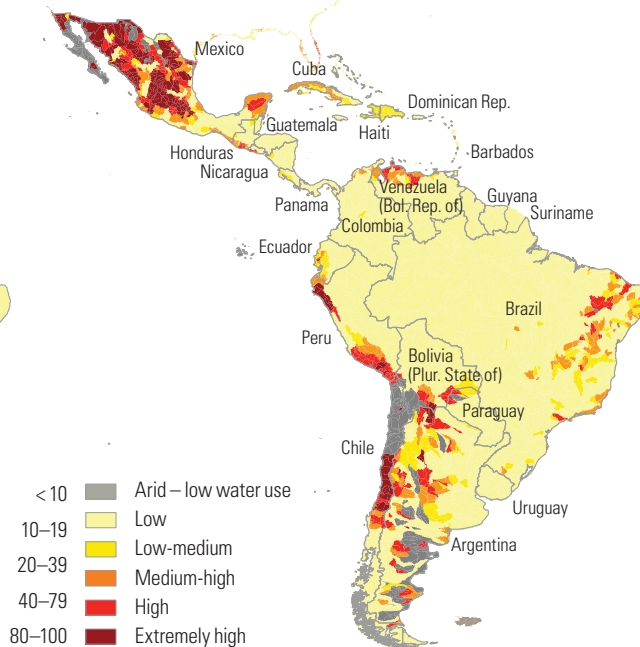 Mexico
Cuba
Dominican Rep.
Guatemala
Haiti
Honduras
Barbados
Nicaragua
Venezuela
(Bol. Rep. of)
Guyana
Panama
Suriname
Colombia
Ecuador
Brazil
Peru
Bolivia
(Plur. State of)
Paraguay
Chile
Uruguay
Argentina
< 10 Arid – low water use
10–19 Low
20–39 Low-medium
40–79 Medium-high
High
80–100 Extremely high